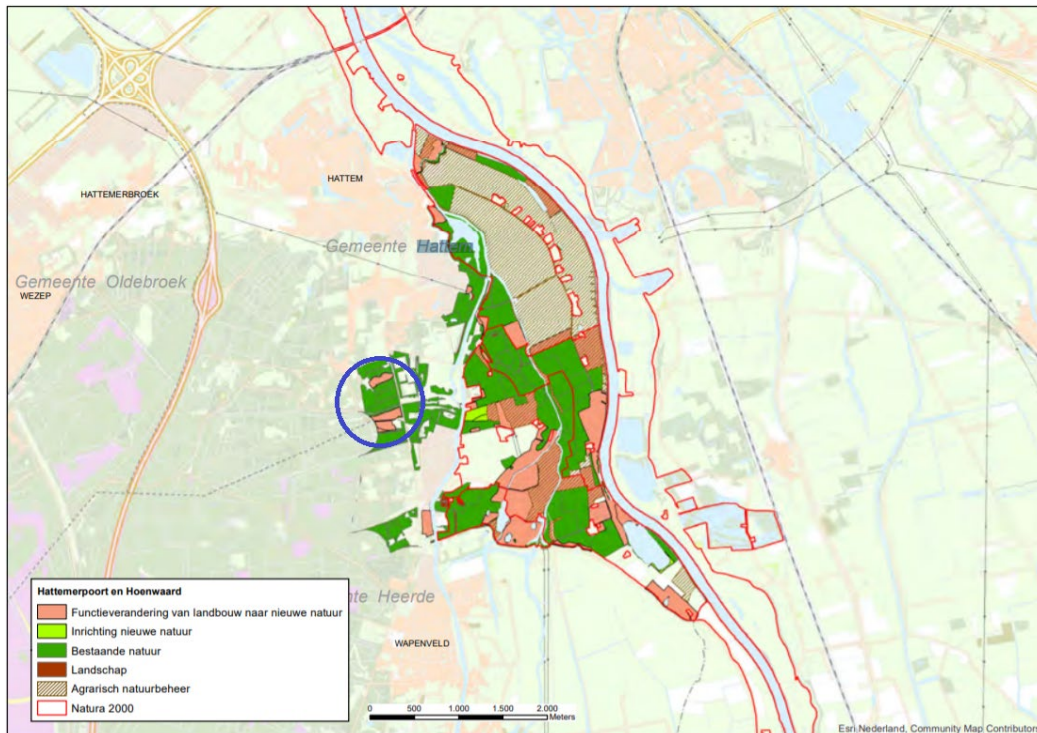 HATTEMERBROEK
HATTEM
Gemeente Hattem
Gemeente Oldebroek
WEZEP
Heerde
WAPENVELD
Hattemerpoort en Hoenwaard
Functieverandering van landbouw naar nieuwe natuur
Inrichting nieuwe natuur
Bestaande natuur
Landschap
Agrarisch natuurbeheer
Natura 2000
0 500 1.000 1.500 2.000
Meters
Esri Nederland, Community Map Contributors